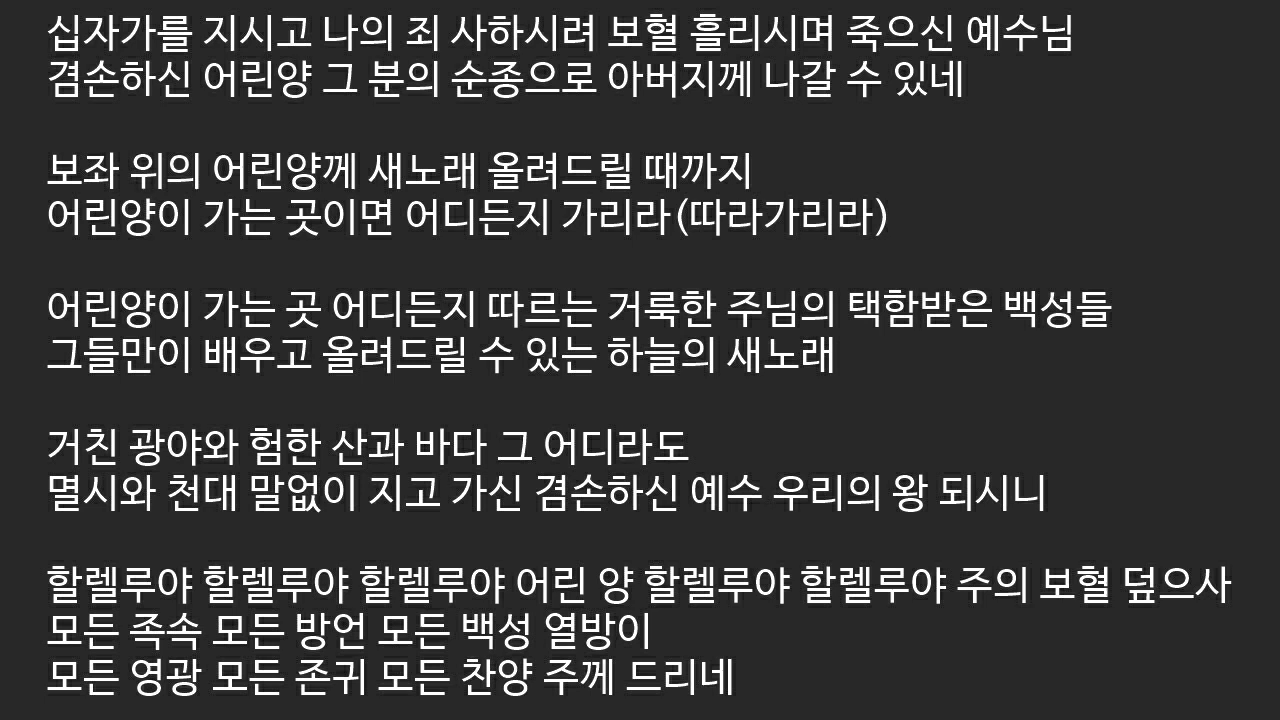 십자가를 지시고 나의 죄 사하시려 보혈 흘리시며 죽으신 예수님
겸손하신 어린양 그 분의 순종으로 아버지께 나갈 수 있네
보좌 위의 어린양께 새노래 올려드릴 때까지
어린양이 가는 곳이면 어디든지 가리라(따라가리라)
어린양이 가는 곳 어디든지 따르는 거룩한 주님의 택함받은 백성들
그들만이 배우고 올려드릴 수 있는 하늘의 새노래
거친 광야와 험한 산과 바다 그 어디라도
멸시와 천대 말없이 지고 가신 겸손하신 예수 우리의 왕 되시니
할렐루야 할렐루야 할렐루야 어린 양 할렐루야 할렐루야 주의 보혈 덮으사
모든 족속 모든 방언 모든 백성 열방이
모든 영광 모든 존귀 모든 찬양 주께 드리네